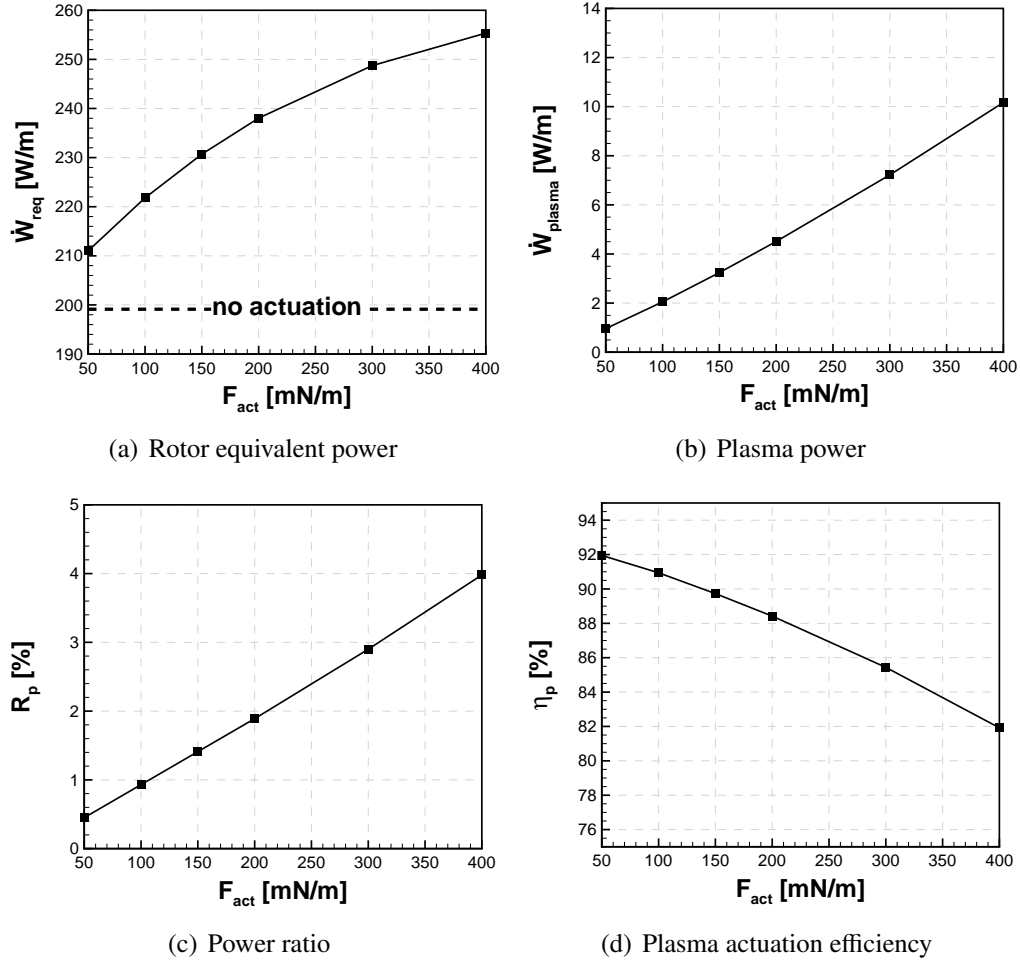 260
250
240
230
220
210
200
190
Ẇreq [W/m]
no actuation
50 100 150 200 250 300 350 400
Fact [mN/m]
(a) Rotor equivalent power
14
12
10
8
6
4
2
0
Ẇplasma [W/m]
50 100 150 200 250 300 350 400
Fact [mN/m]
(b) Plasma power
5
4
3
2
1
0
Rp [%]
50 100 150 200 250 300 350 400
Fact [mN/m]
(c) Power ratio
94
92
90
88
86
84
82
80
78
76
ηp [%]
50 100 150 200 250 300 350 400
Fact [mN/m]
(d) Plasma actuation efficiency